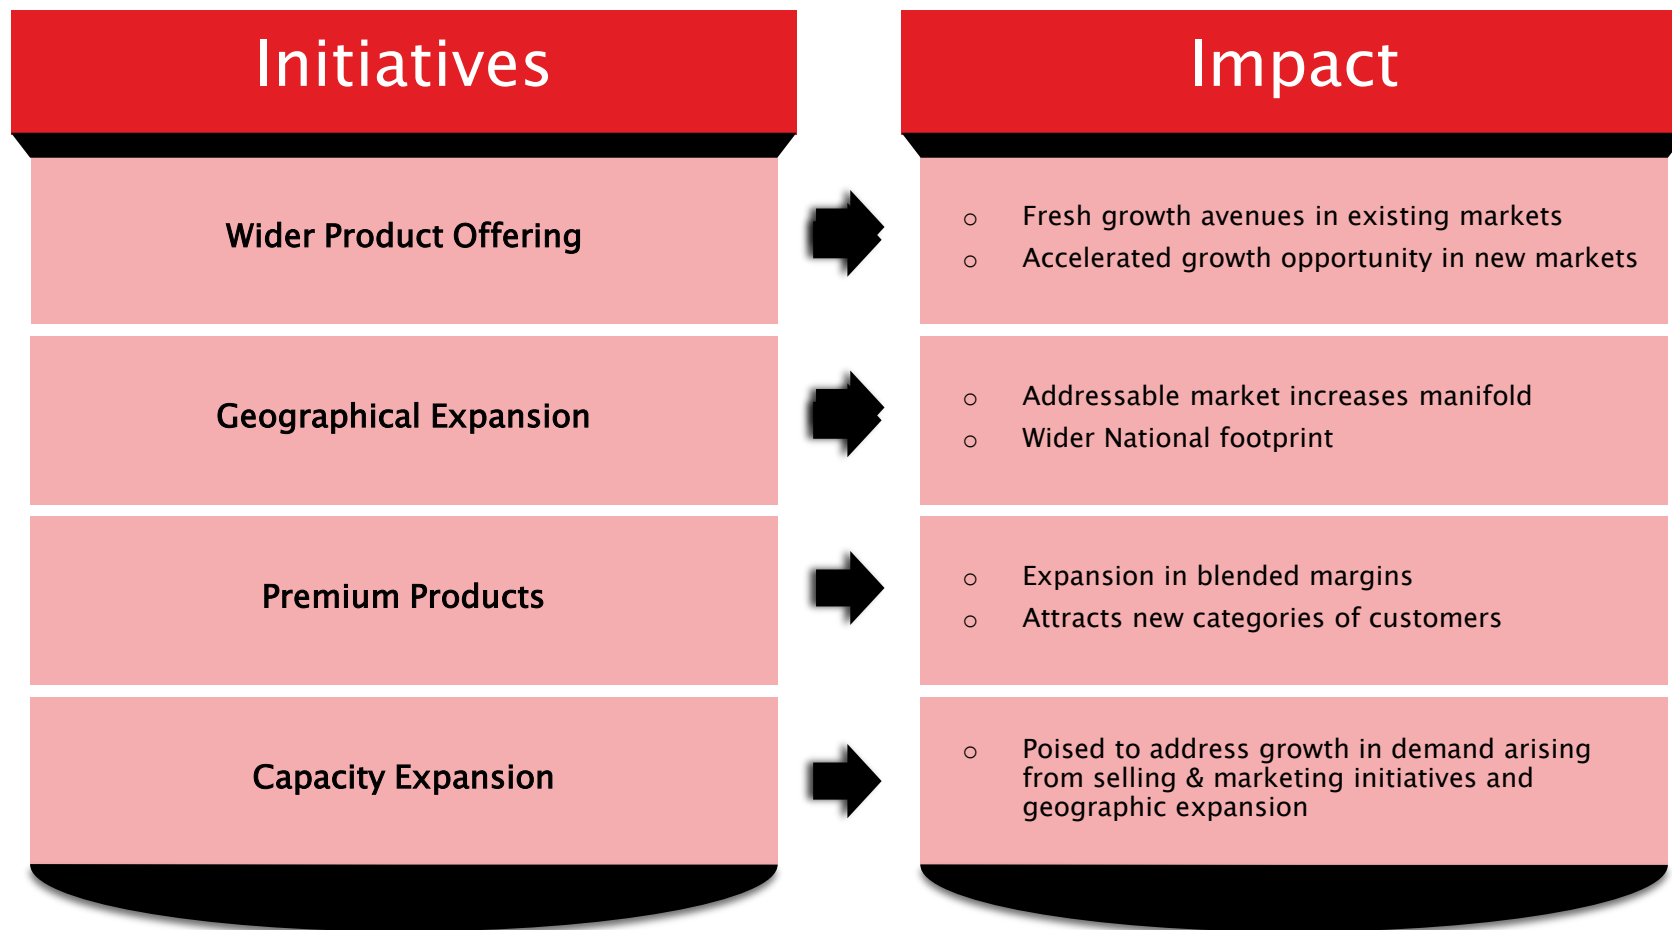 Initiatives
Impact
Wider Product Offering
o Fresh growth avenues in existing markets
o Accelerated growth opportunity in new markets
Geographical Expansion
o Addressable market increases manifold
o Wider National footprint
Premium Products
o Expansion in blended margins
o Attracts new categories of customers
Capacity Expansion
o Poised to address growth in demand arising
from selling & marketing initiatives and
geographic expansion